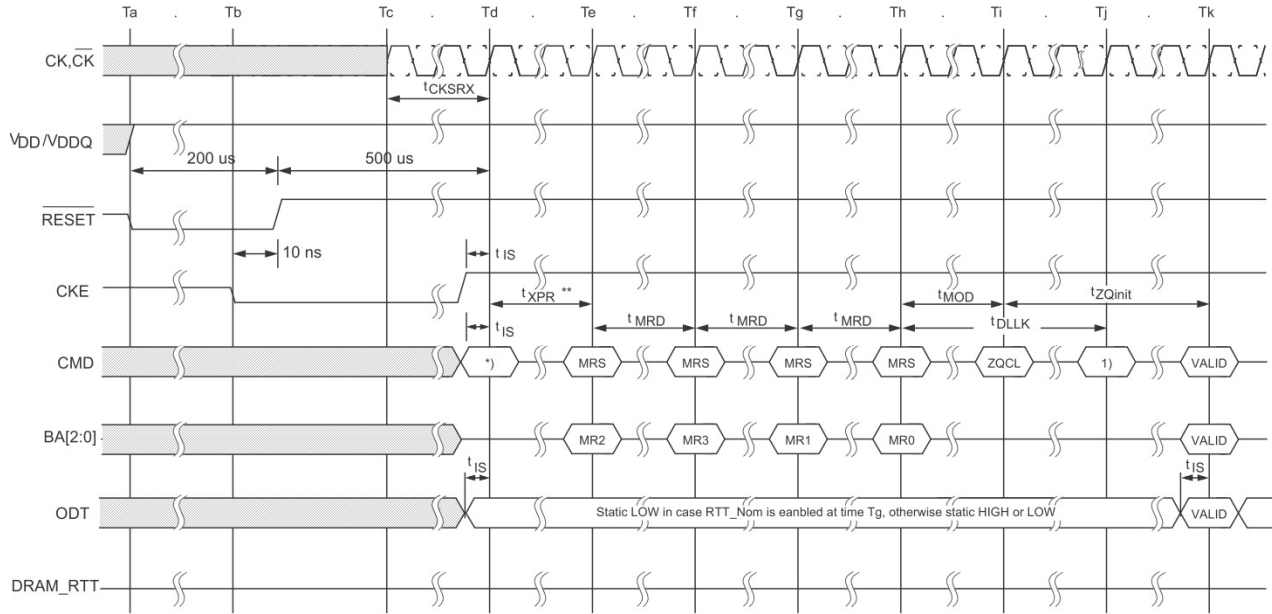 Ta . Tb Tc . Td . Te . Tf . Tg . Th . Ti . Tj . Tk
CK,C̅K̅
tCKSRX
VDD/VDDQ
200 us 500 us
R̅E̅S̅E̅T̅
10 ns
tIS
CKE
tXPR ** tMOD tZQinit
tMRD tMRD tMRD tDLLK
tIS
CMD *) MRS MRS MRS MRS ZQCL 1) VALID
BA[2:0] MR2 MR3 MR1 MR0 VALID
tIS tIS
ODT Static LOW in case RTT_Nom is eanbled at time Tg, otherwise static HIGH or LOW VALID
DRAM_RTT